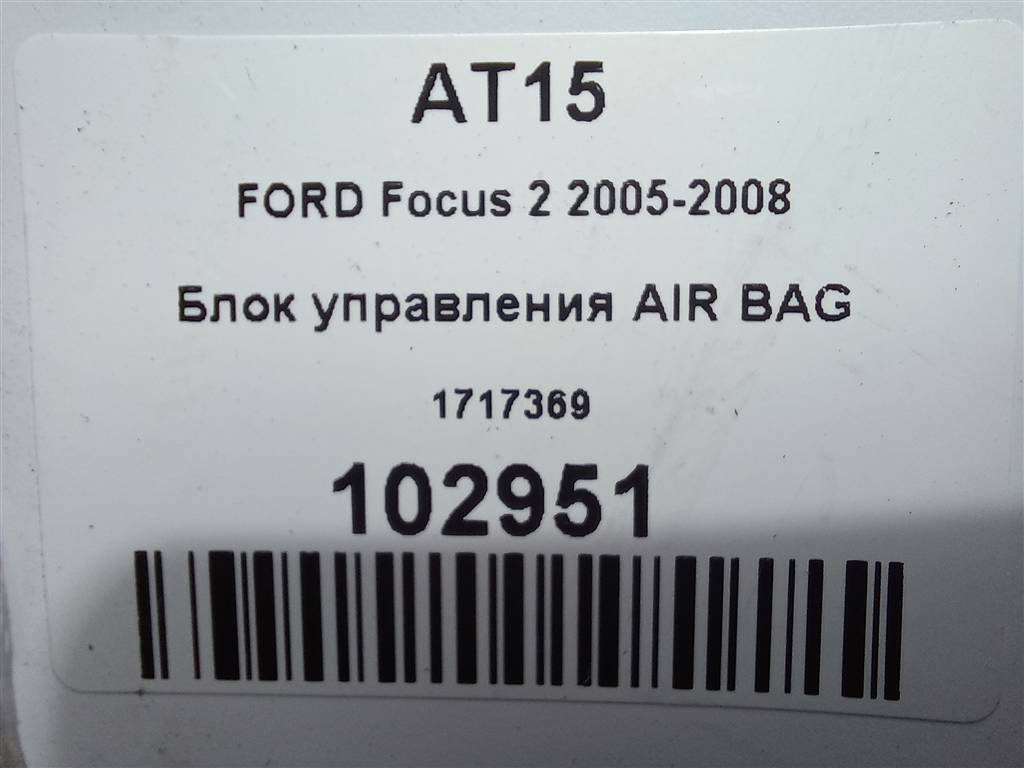 AT15
FORD Focus 2 2005-2008
Блок управления AIR BAG
1717369
102951